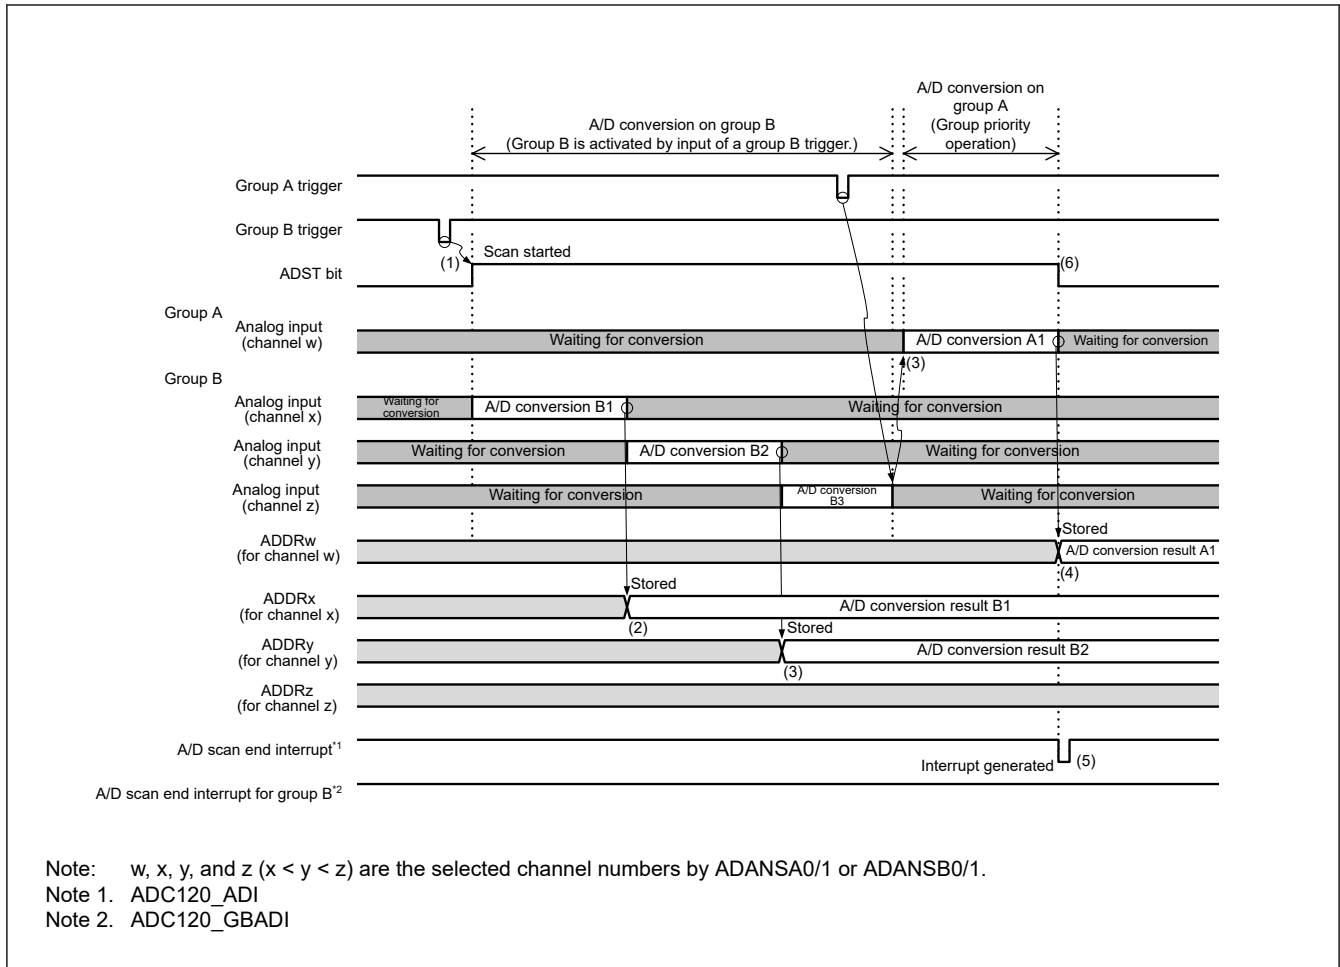 A/D conversion on
group A
(Group priority
operation)
A/D conversion on group B
(Group B is activated by input of a group B trigger.)
Group A trigger
Group B trigger
(1)
Scan started
ADST bit
(6)
Group A
Analog input
(channel w)
Waiting for conversion
A/D conversion A1
Waiting for conversion
(3)
Group B
Analog input
(channel x)
Waiting for
conversion
A/D conversion B1
Waiting for conversion
Analog input
(channel y)
Waiting for conversion
A/D conversion B2
Waiting for conversion
Analog input
(channel z)
Waiting for conversion
A/D conversion
B3
Waiting for conversion
Stored
ADDRw
(for channel w)
A/D conversion result A1
(4)
Stored
ADDRx
(for channel x)
A/D conversion result B1
(2)
Stored
ADDRy
(for channel y)
A/D conversion result B2
(3)
ADDRz
(for channel z)
A/D scan end interrupt*1
Interrupt generated
(5)
A/D scan end interrupt for group B*2
Note: w, x, y, and z (x < y < z) are the selected channel numbers by ADANSA0/1 or ADANSB0/1.
Note 1. ADC120_ADI
Note 2. ADC120_GBADI